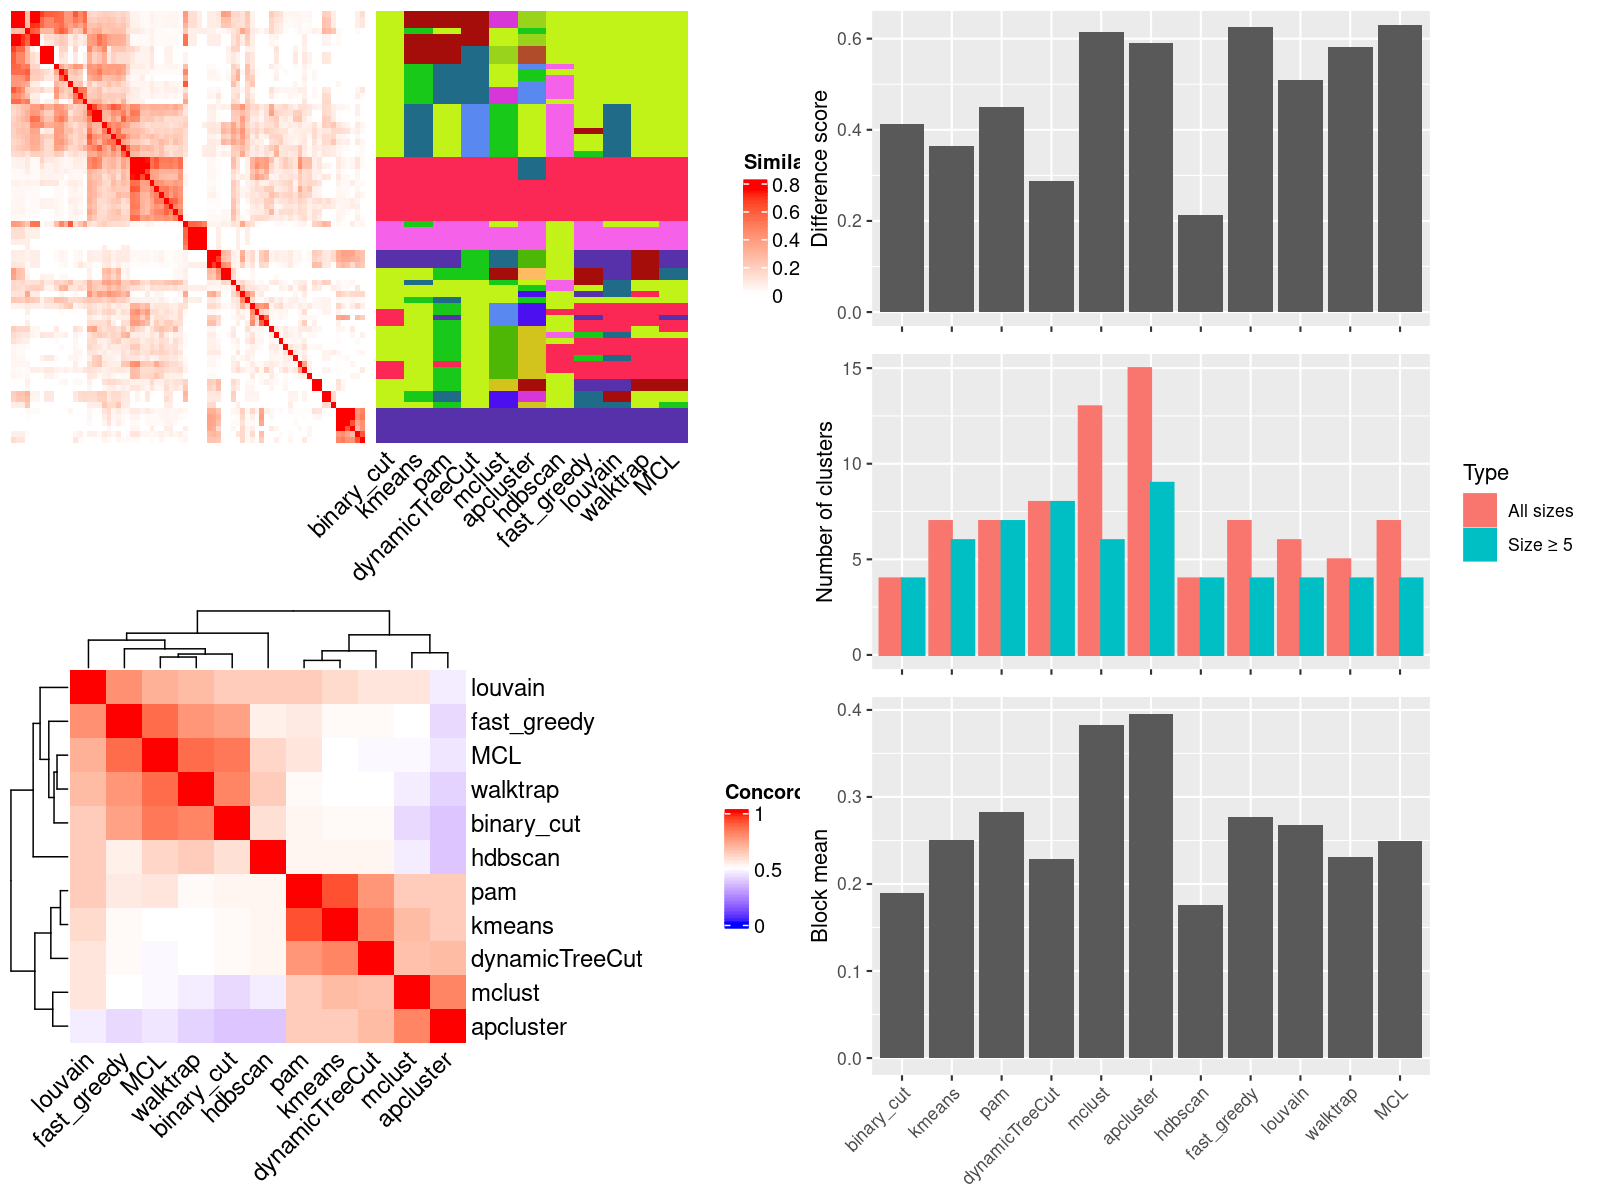 Simila
0.8
0.6
0.4
0.2
0
binary_cut
kmeans
pam
dynamicTreeCut
mclust
apcluster
hdbscan
fast_greedy
louvain
walktrap
MCL
louvain
fast_greedy
MCL
walktrap
binary_cut
hdbscan
pam
kmeans
dynamicTreeCut
mclust
apcluster
louvain
fast_greedy
MCL
walktrap
binary_cut
hdbscan
pam
kmeans
dynamicTreeCut
mclust
apcluster
Concord
1
0.5
0
Difference score
0.6
0.4
0.2
0.0
Number of clusters
15
10
5
0
Type
All sizes
Size ≥ 5
Block mean
0.4
0.3
0.2
0.1
0.0
binary_cut
kmeans
pam
dynamicTreeCut
mclust
apcluster
hdbscan
fast_greedy
louvain
walktrap
MCL